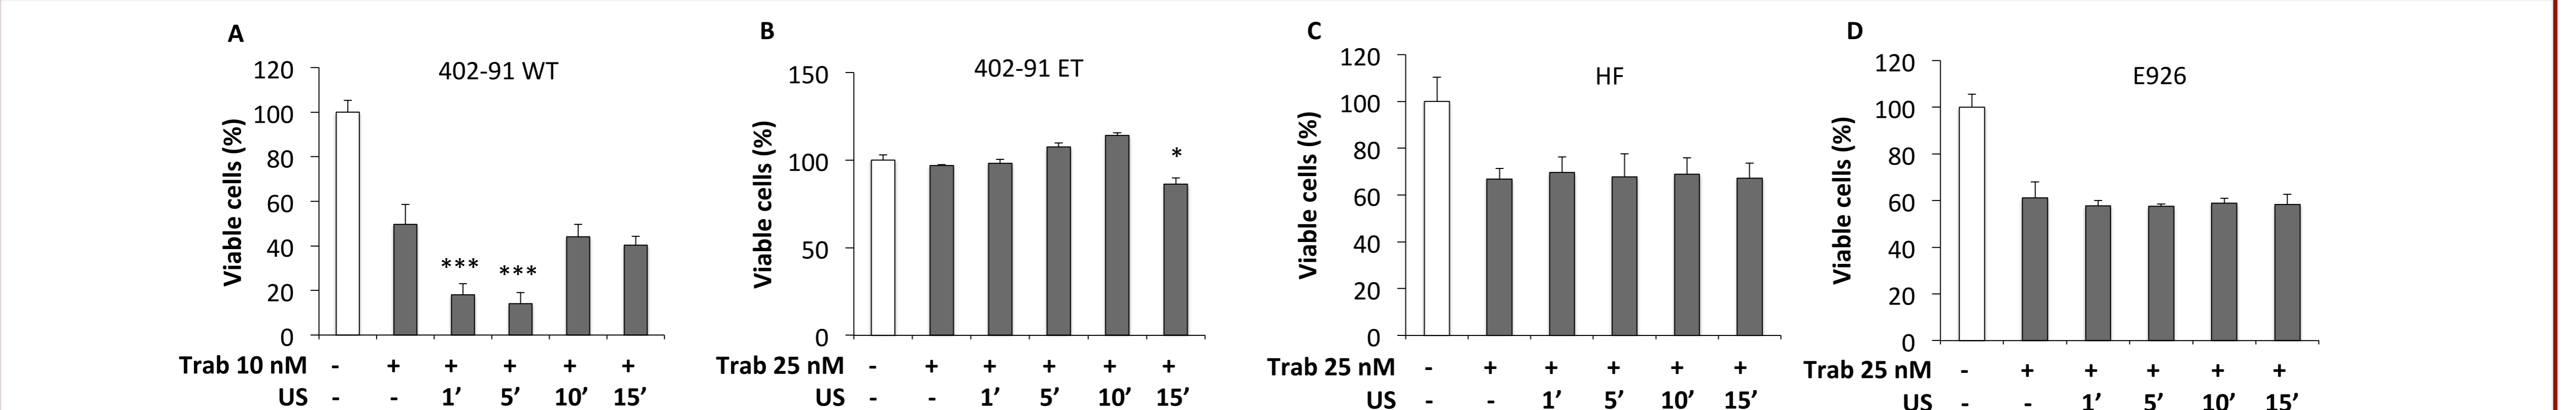 A
402-91 WT
Viable cells (%)
120
100
80
60
40
20
0
*** ***
Trab 10 nM - + + + + +
US - - 1’ 5’ 10’ 15’
B
402-91 ET
Viable cells (%)
150
100
50
0
*
Trab 25 nM - + + + + +
US - - 1’ 5’ 10’ 15’
C
HF
Viable cells (%)
120
100
80
60
40
20
0
Trab 25 nM - + + + + +
US - - 1’ 5’ 10’ 15’
D
E926
Viable cells (%)
120
100
80
60
40
20
0
Trab 25 nM - + + + + +
US - - 1’ 5’ 10’ 15’